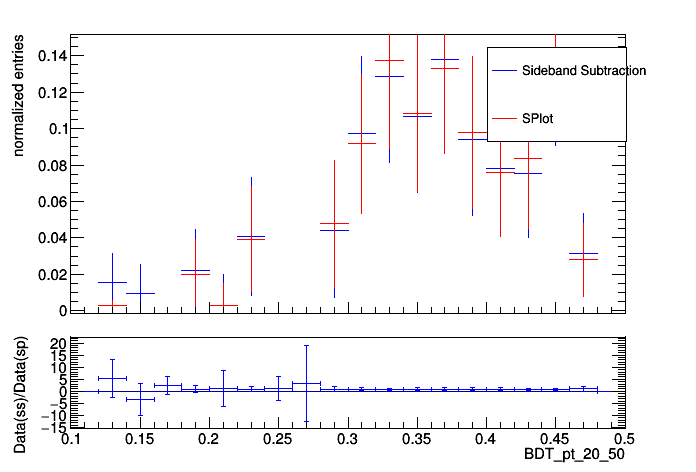 normalized entries
0.14
0.12
0.1
0.08
0.06
0.04
0.02
0
Sideband Subtraction
SPlot
Data(ss)/Data(sp)
20
15
10
5
0
−5
−10
−15
0.1 0.15 0.2 0.25 0.3 0.35 0.4 0.45 0.5
BDT_pt_20_50